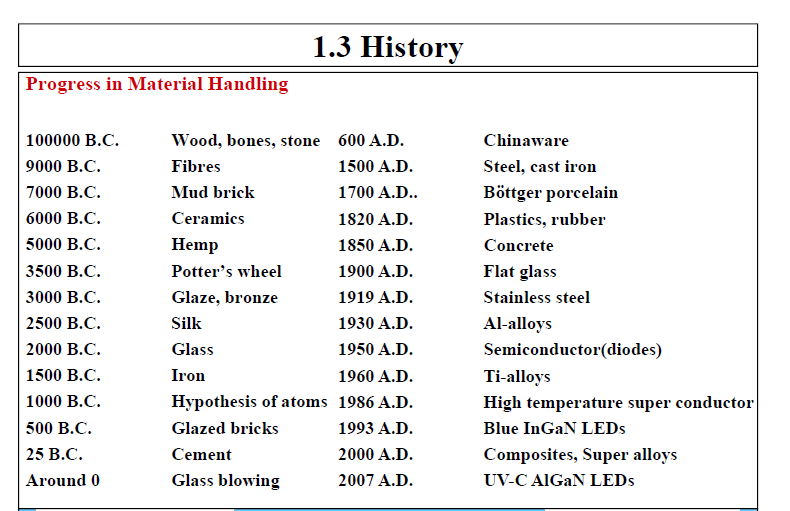 1.3 History
Progress in Material Handling
100000 B.C. Wood, bones, stone 600 A.D. Chinaware
9000 B.C. Fibres 1500 A.D. Steel, cast iron
7000 B.C. Mud brick 1700 A.D.. Böttger porcelain
6000 B.C. Ceramics 1820 A.D. Plastics, rubber
5000 B.C. Hemp 1850 A.D. Concrete
3500 B.C. Potter’s wheel 1900 A.D. Flat glass
3000 B.C. Glaze, bronze 1919 A.D. Stainless steel
2500 B.C. Silk 1930 A.D. Al-alloys
2000 B.C. Glass 1950 A.D. Semiconductor(diodes)
1500 B.C. Iron 1960 A.D. Ti-alloys
1000 B.C. Hypothesis of atoms 1986 A.D. High temperature super conductor
500 B.C. Glazed bricks 1993 A.D. Blue InGaN LEDs
25 B.C. Cement 2000 A.D. Composites, Super alloys
Around 0 Glass blowing 2007 A.D. UV-C AlGaN LEDs